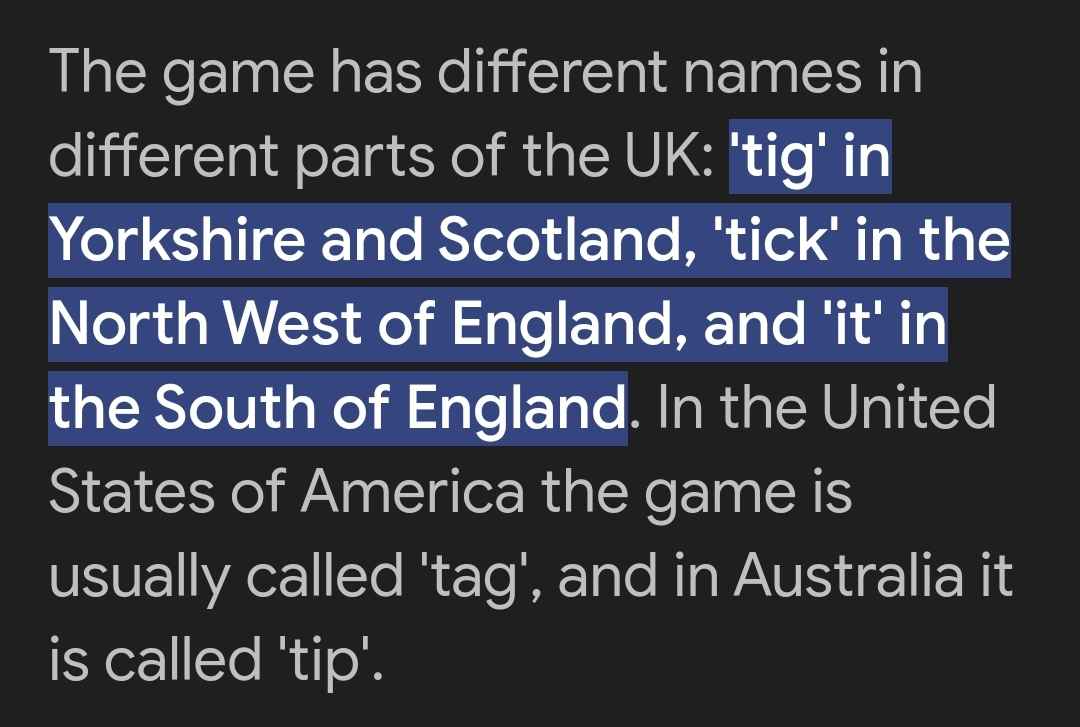 The game has different names in
different parts of the UK: 'tig' in
Yorkshire and Scotland, 'tick' in the
North West of England, and 'it' in
the South of England. In the United
States of America the game is
usually called 'tag', and in Australia it
is called 'tip'.